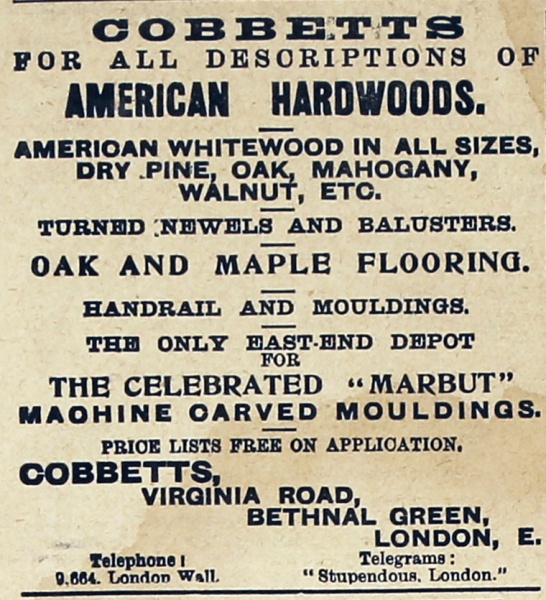 COBBETTS
FOR ALL DESCRIPTIONS OF
AMERICAN HARDWOODS.
AMERICAN WHITEWOOD IN ALL SIZES,
DRY PINE, OAK, MAHOGANY,
WALNUT, ETC.
TURNED NEWELS AND BALUSTERS.
OAK AND MAPLE FLOORING.
HANDRAIL AND MOULDINGS.
THE ONLY EAST-END DEPOT
FOR
THE CELEBRATED "MARBUT"
MACHINE CARVED MOULDINGS.
PRICE LISTS FREE ON APPLICATION.
COBBETTS,
VIRGINIA ROAD,
BETHNAL GREEN,
LONDON, E.
Telephone: Telegrams:
9,664. London Wall. "Stupendous. London."